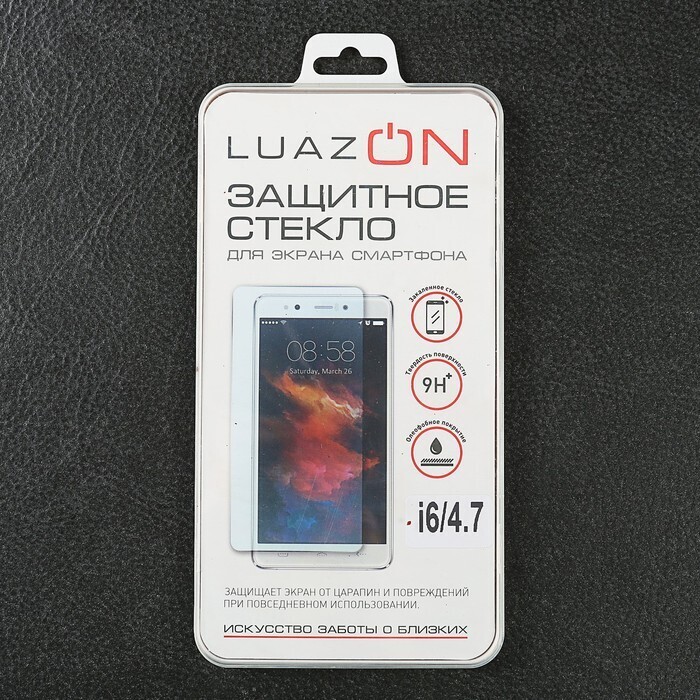 LUAZON
ЗАЩИТНОЕ
СТЕКЛО
ДЛЯ ЭКРАНА СМАРТФОНА
Закаленное стекло
08:58
Saturday, March 26
Твердость поверхности
9H+
Олеофобное покрытие
i6/4.7
ЗАЩИЩАЕТ ЭКРАН ОТ ЦАРАПИН И ПОВРЕЖДЕНИЙ
ПРИ ПОВСЕДНЕВНОМ ИСПОЛЬЗОВАНИИ.
ИСКУССТВО ЗАБОТЫ О БЛИЗКИХ